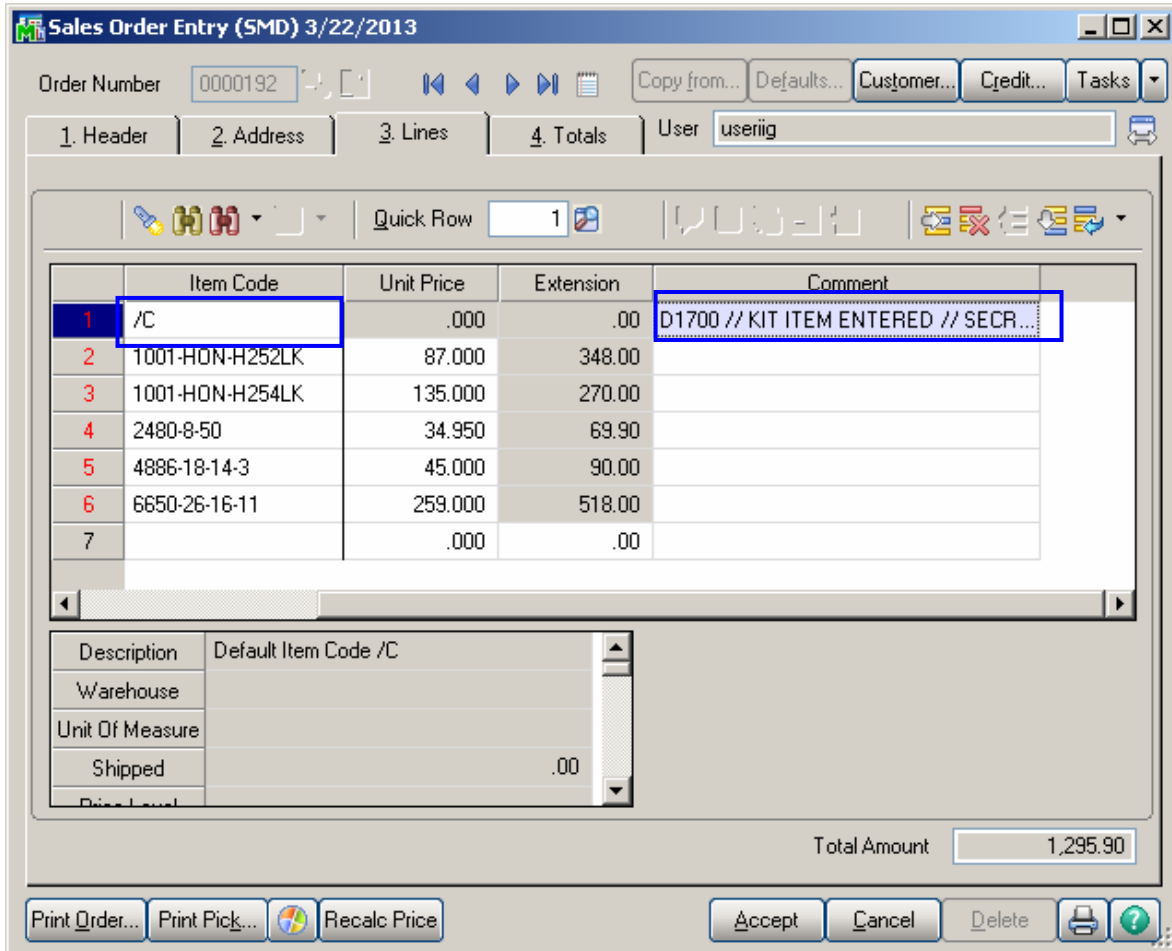 Sales Order Entry (SMD) 3/22/2013
Order Number 0000192 Copy from... Defaults... Customer... Credit... Tasks
1. Header 2. Address 3. Lines 4. Totals User useriig
Quick Row 1
Item Code Unit Price Extension Comment
1 /C .000 .00 D1700 // KIT ITEM ENTERED // SECR...
2 1001-HON-H252LK 87.000 348.00
3 1001-HON-H254LK 135.000 270.00
4 2480-8-50 34.950 69.90
5 4886-18-14-3 45.000 90.00
6 6650-26-16-11 259.000 518.00
7 .000 .00
Description Default Item Code /C
Warehouse
Unit Of Measure
Shipped .00
Price Level
Total Amount 1,295.90
Print Order... Print Pick... Recalc Price Accept Cancel Delete